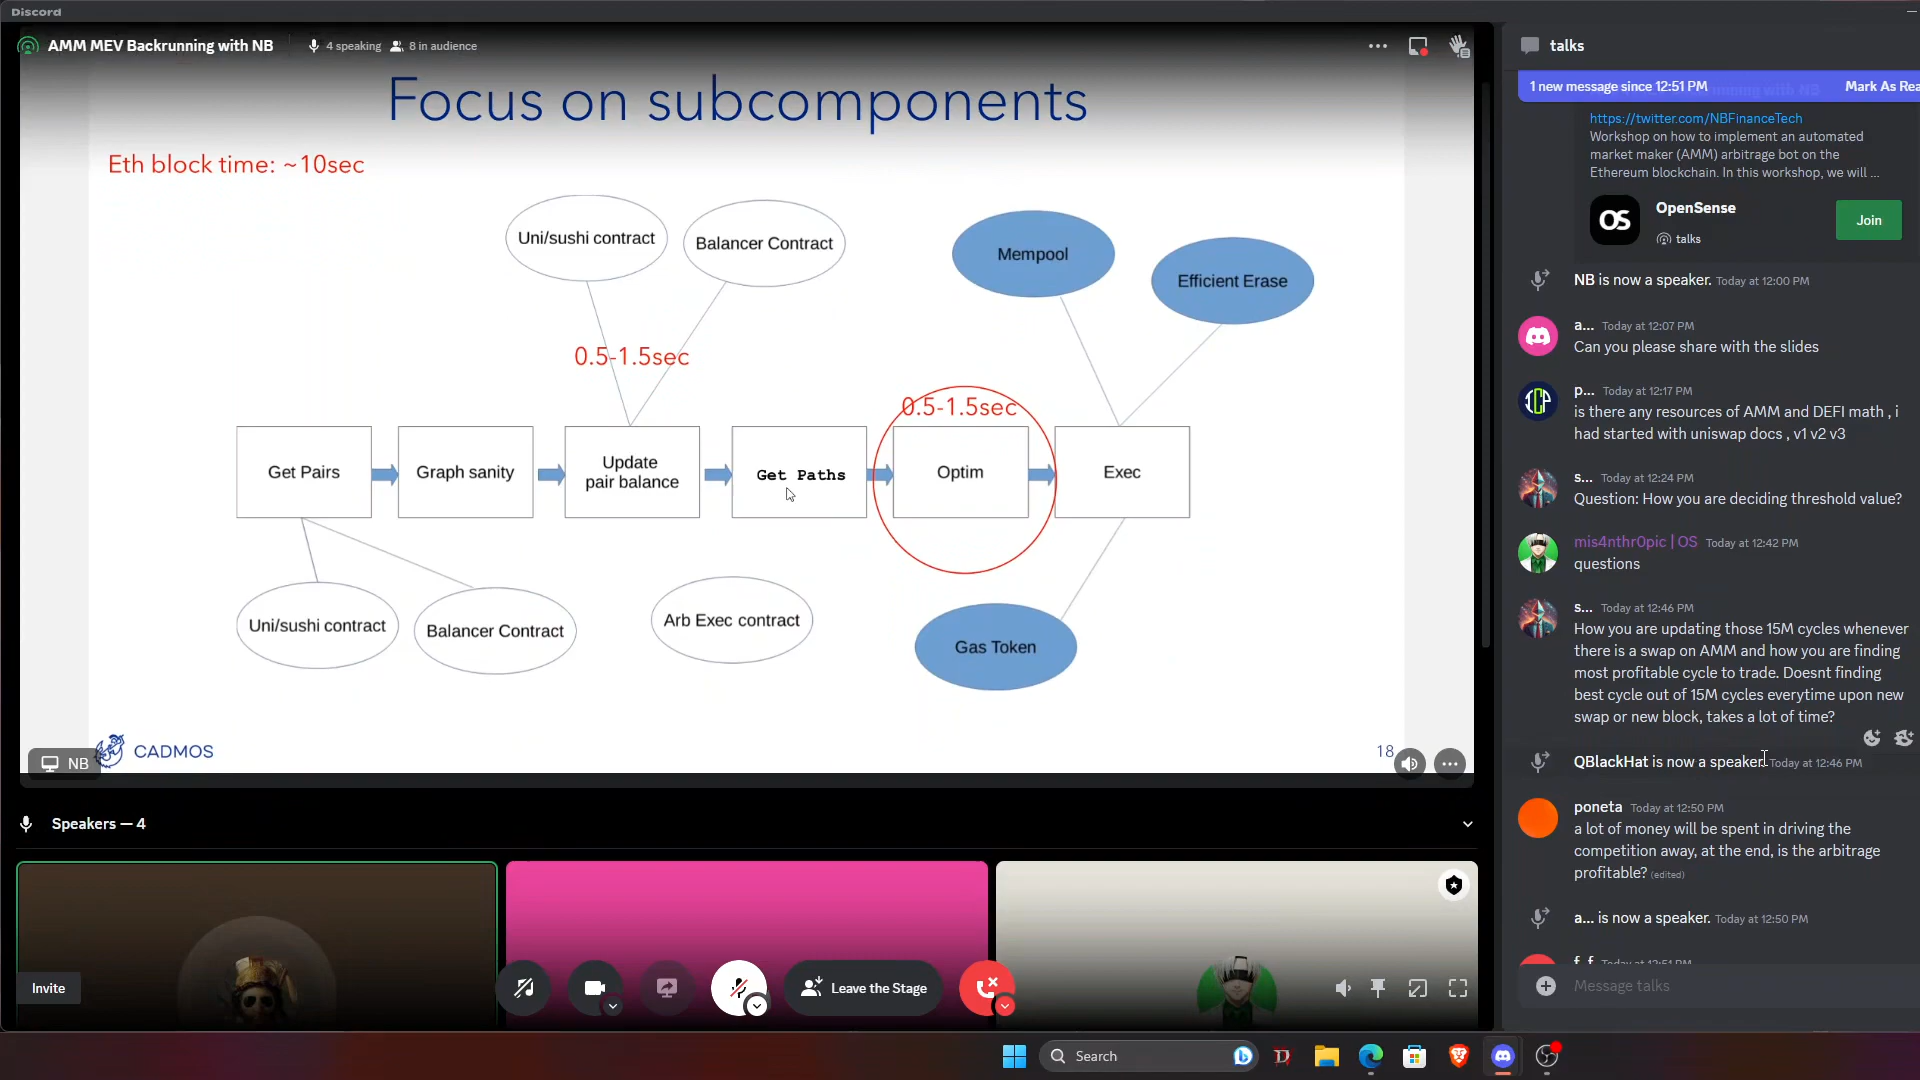 Discord
AMM MEV Backrunning with NB
4 speaking
8 in audience
Focus on subcomponents
Eth block time: ~10sec
Uni/sushi contract
Balancer Contract
Mempool
Efficient Erase
0.5-1.5sec
0.5-1.5sec
Get Pairs
Graph sanity
Update
pair balance
Get Paths
Optim
Exec
Uni/sushi contract
Balancer Contract
Arb Exec contract
Gas Token
CADMOS
18
NB
Speakers — 4
Invite
Leave the Stage
talks
1 new message since 12:51 PM
Mark As Rea
https://twitter.com/NBFinanceTech
Workshop on how to implement an automated
market maker (AMM) arbitrage bot on the
Ethereum blockchain. In this workshop, we will ...
OS
OpenSense
talks
Join
NB is now a speaker. Today at 12:00 PM
a... Today at 12:07 PM
Can you please share with the slides
p... Today at 12:17 PM
is there any resources of AMM and DEFI math , i
had started with uniswap docs , v1 v2 v3
s... Today at 12:24 PM
Question: How you are deciding threshold value?
mis4nthr0pic | OS Today at 12:42 PM
questions
s... Today at 12:46 PM
How you are updating those 15M cycles whenever
there is a swap on AMM and how you are finding
most profitable cycle to trade. Doesnt finding
best cycle out of 15M cycles everytime upon new
swap or new block, takes a lot of time?
QBlackHat is now a speaker. Today at 12:46 PM
poneta Today at 12:50 PM
a lot of money will be spent in driving the
competition away, at the end, is the arbitrage
profitable? (edited)
a... is now a speaker. Today at 12:50 PM
Today at 12:51 PM
Message talks
Search